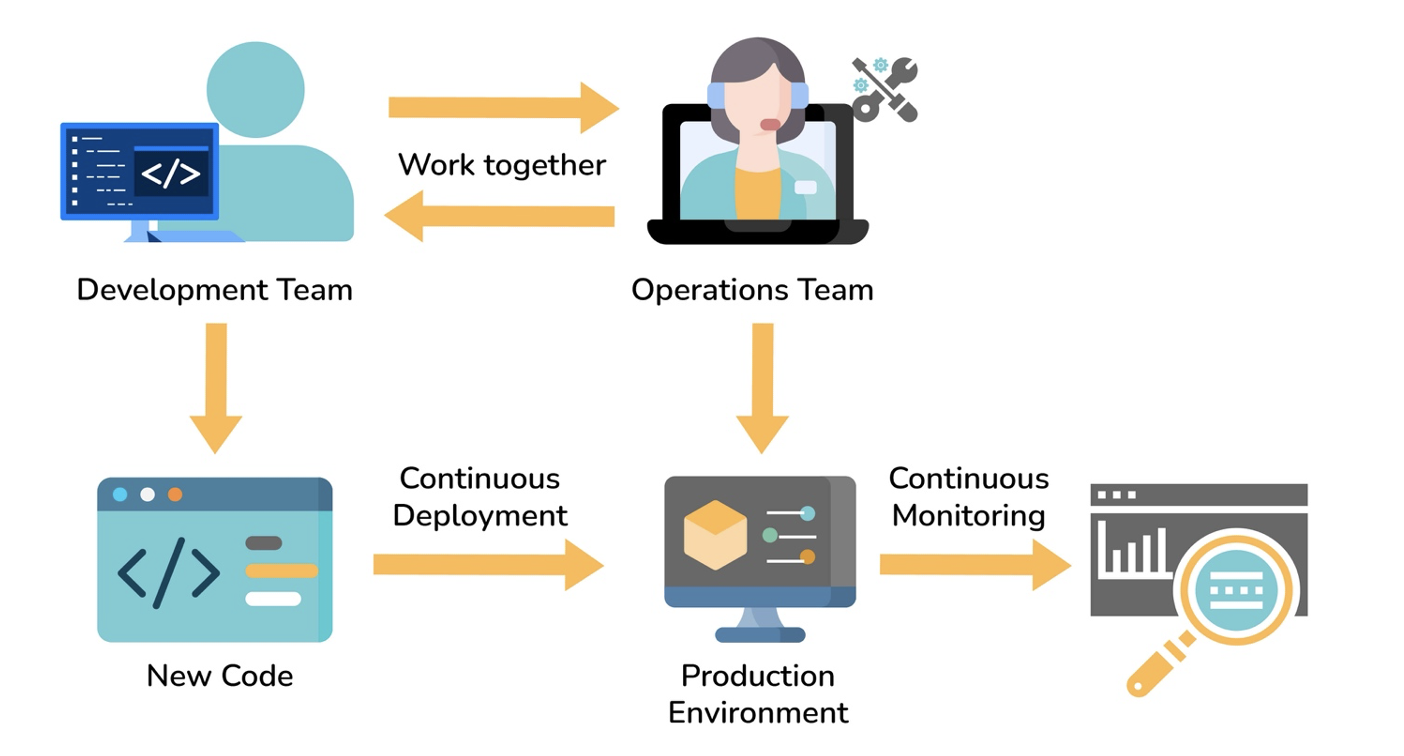 </>
Work together
Development Team
Operations Team
Continuous
Deployment
Continuous
Monitoring
</>
New Code
Production
Environment